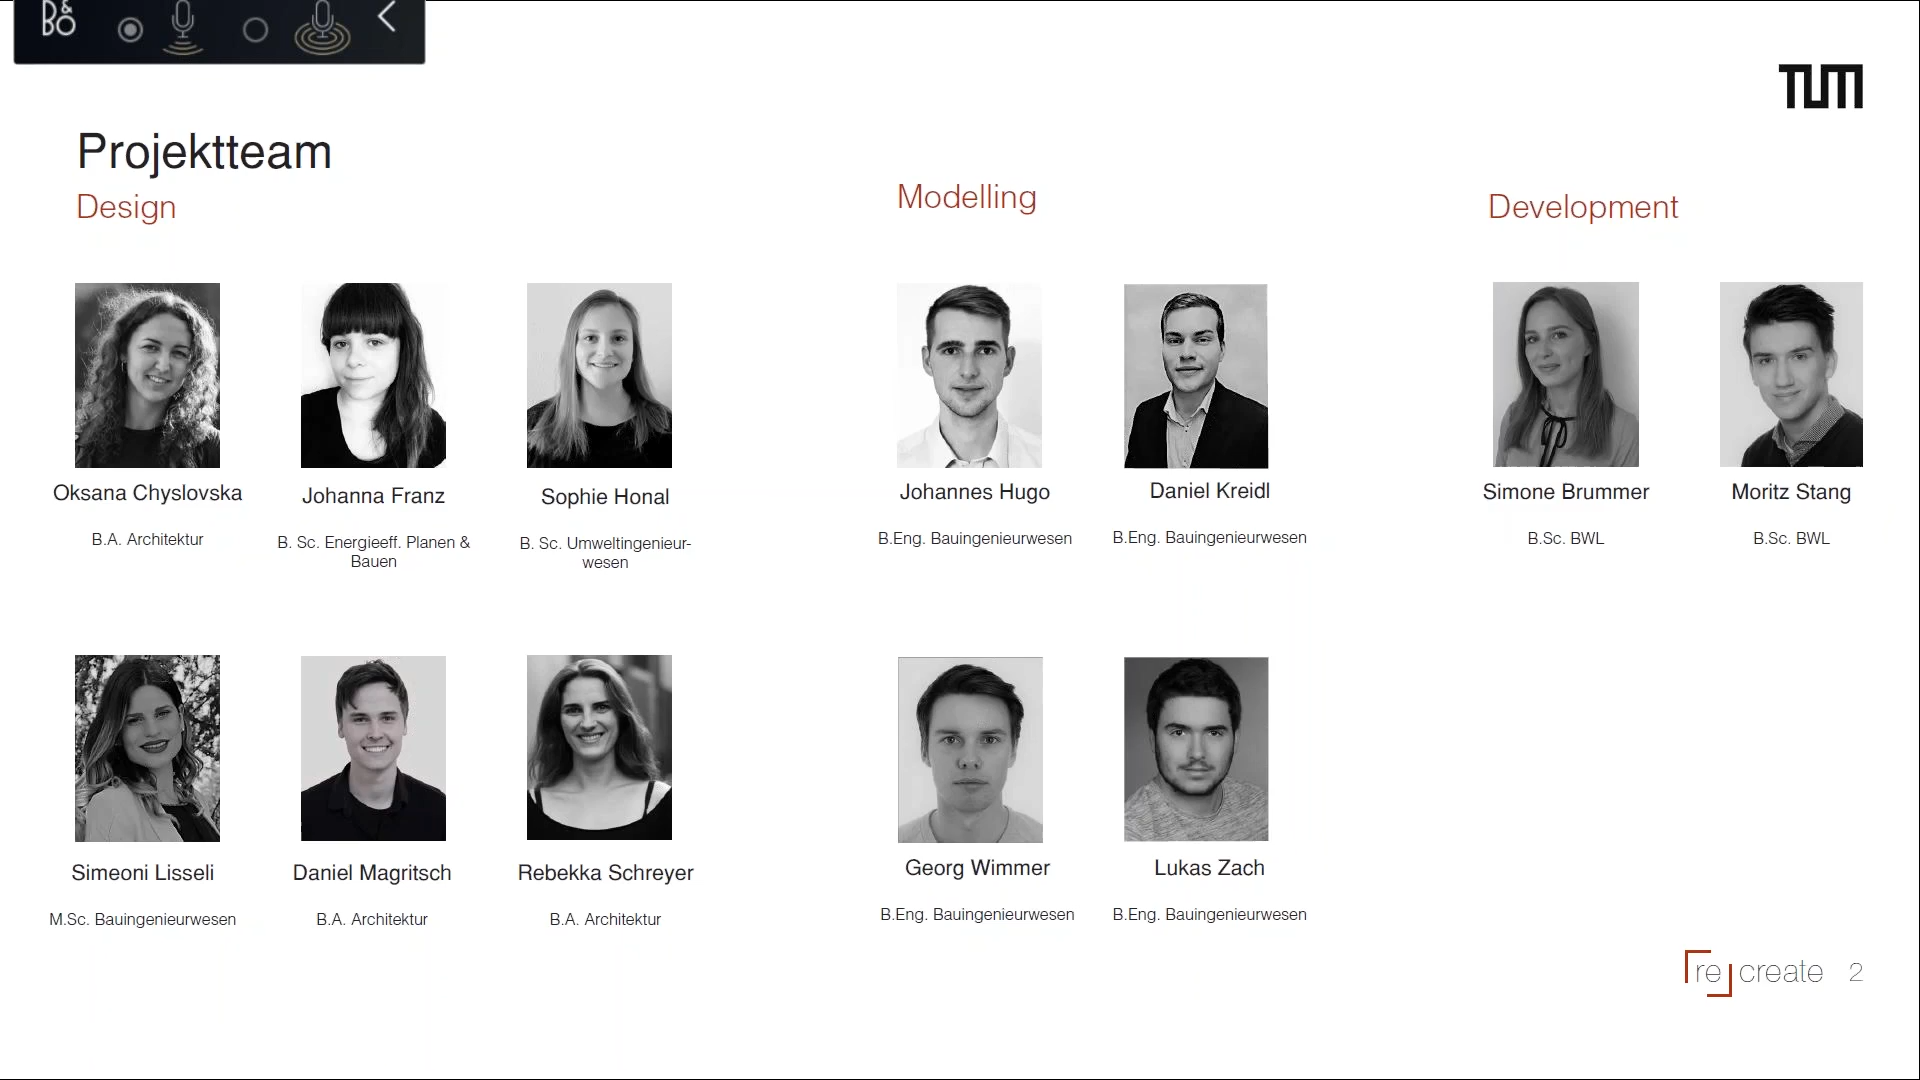 B&O
TUM
Projektteam
Design
Modelling
Development
Oksana Chyslovska
B.A. Architektur
Johanna Franz
B. Sc. Energieeff. Planen &
Bauen
Sophie Honal
B. Sc. Umweltingenieur-
wesen
Johannes Hugo
B.Eng. Bauingenieurwesen
Daniel Kreidl
B.Eng. Bauingenieurwesen
Simone Brummer
B.Sc. BWL
Moritz Stang
B.Sc. BWL
Simeoni Lisseli
M.Sc. Bauingenieurwesen
Daniel Magritsch
B.A. Architektur
Rebekka Schreyer
B.A. Architektur
Georg Wimmer
B.Eng. Bauingenieurwesen
Lukas Zach
B.Eng. Bauingenieurwesen
re create 2